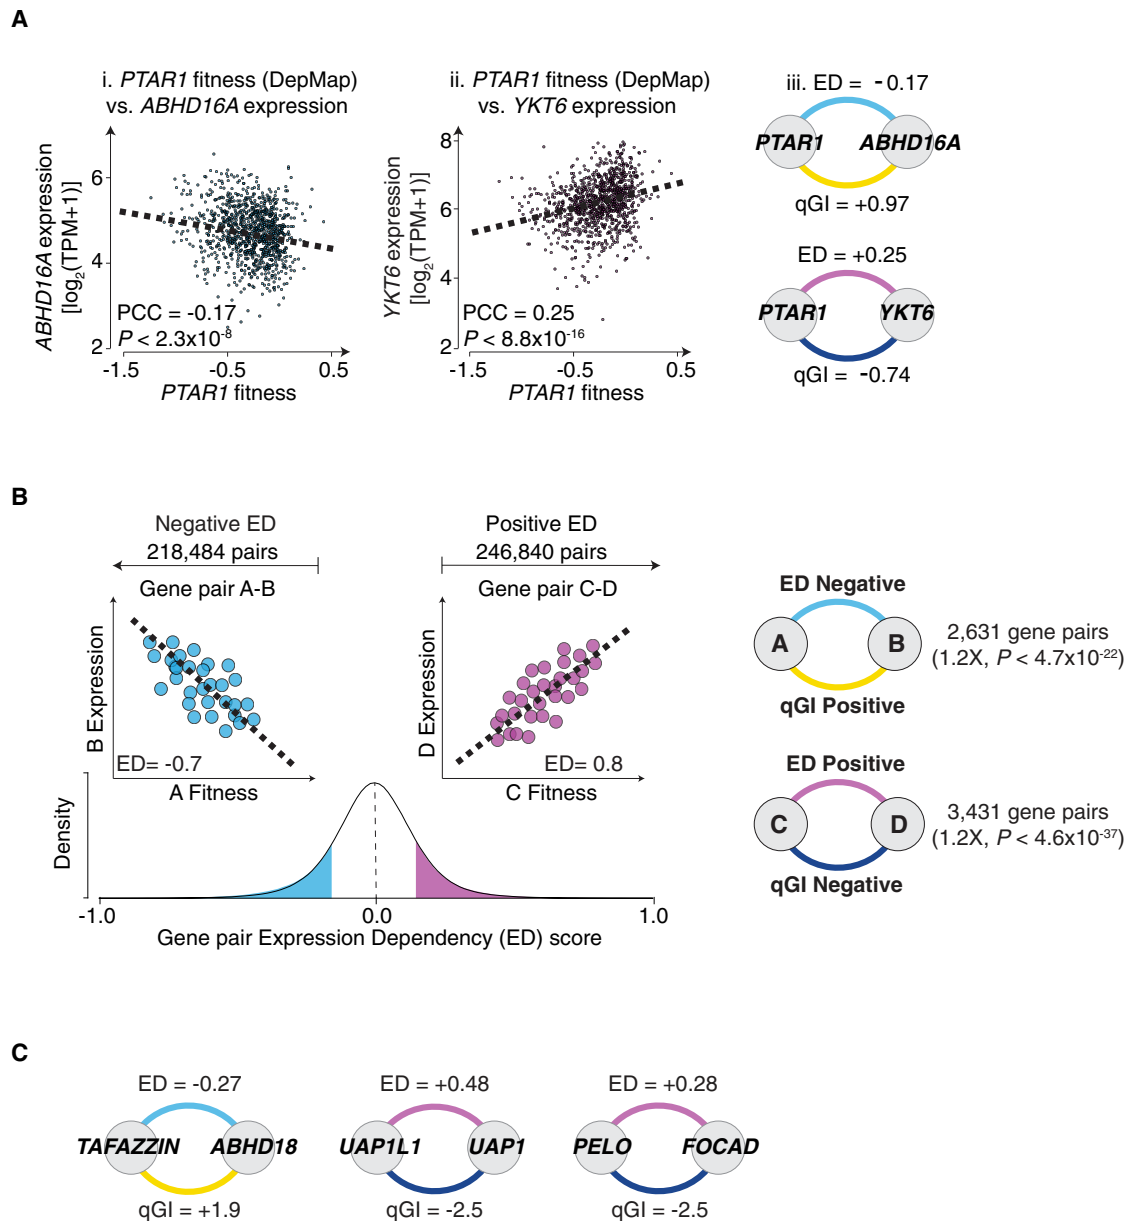 A
i. PTAR1 fitness (DepMap)
vs. ABHD16A expression
ABHD16A expression
[log2(TPM+1)]
6
4
2
PCC = -0.17
P < 2.3x10-8
-1.5
-0.5
0.5
PTAR1 fitness
ii. PTAR1 fitness (DepMap)
vs. YKT6 expression
YKT6 expression
[log2(TPM+1)]
8
6
4
2
PCC = 0.25
P < 8.8x10-16
-1.5
-0.5
0.5
PTAR1 fitness
iii. ED = -0.17
PTAR1
ABHD16A
qGI = +0.97
ED = +0.25
PTAR1
YKT6
qGI = -0.74
B
Negative ED
218,484 pairs
Gene pair A-B
B Expression
ED= -0.7
A Fitness
Positive ED
246,840 pairs
Gene pair C-D
D Expression
ED= 0.8
C Fitness
Density
-1.0
0.0
1.0
Gene pair Expression Dependency (ED) score
ED Negative
A
B
qGI Positive
2,631 gene pairs
(1.2X, P < 4.7x10-22)
ED Positive
C
D
qGI Negative
3,431 gene pairs
(1.2X, P < 4.6x10-37)
C
ED = -0.27
TAFAZZIN
ABHD18
qGI = +1.9
ED = +0.48
UAP1L1
UAP1
qGI = -2.5
ED = +0.28
PELO
FOCAD
qGI = -2.5